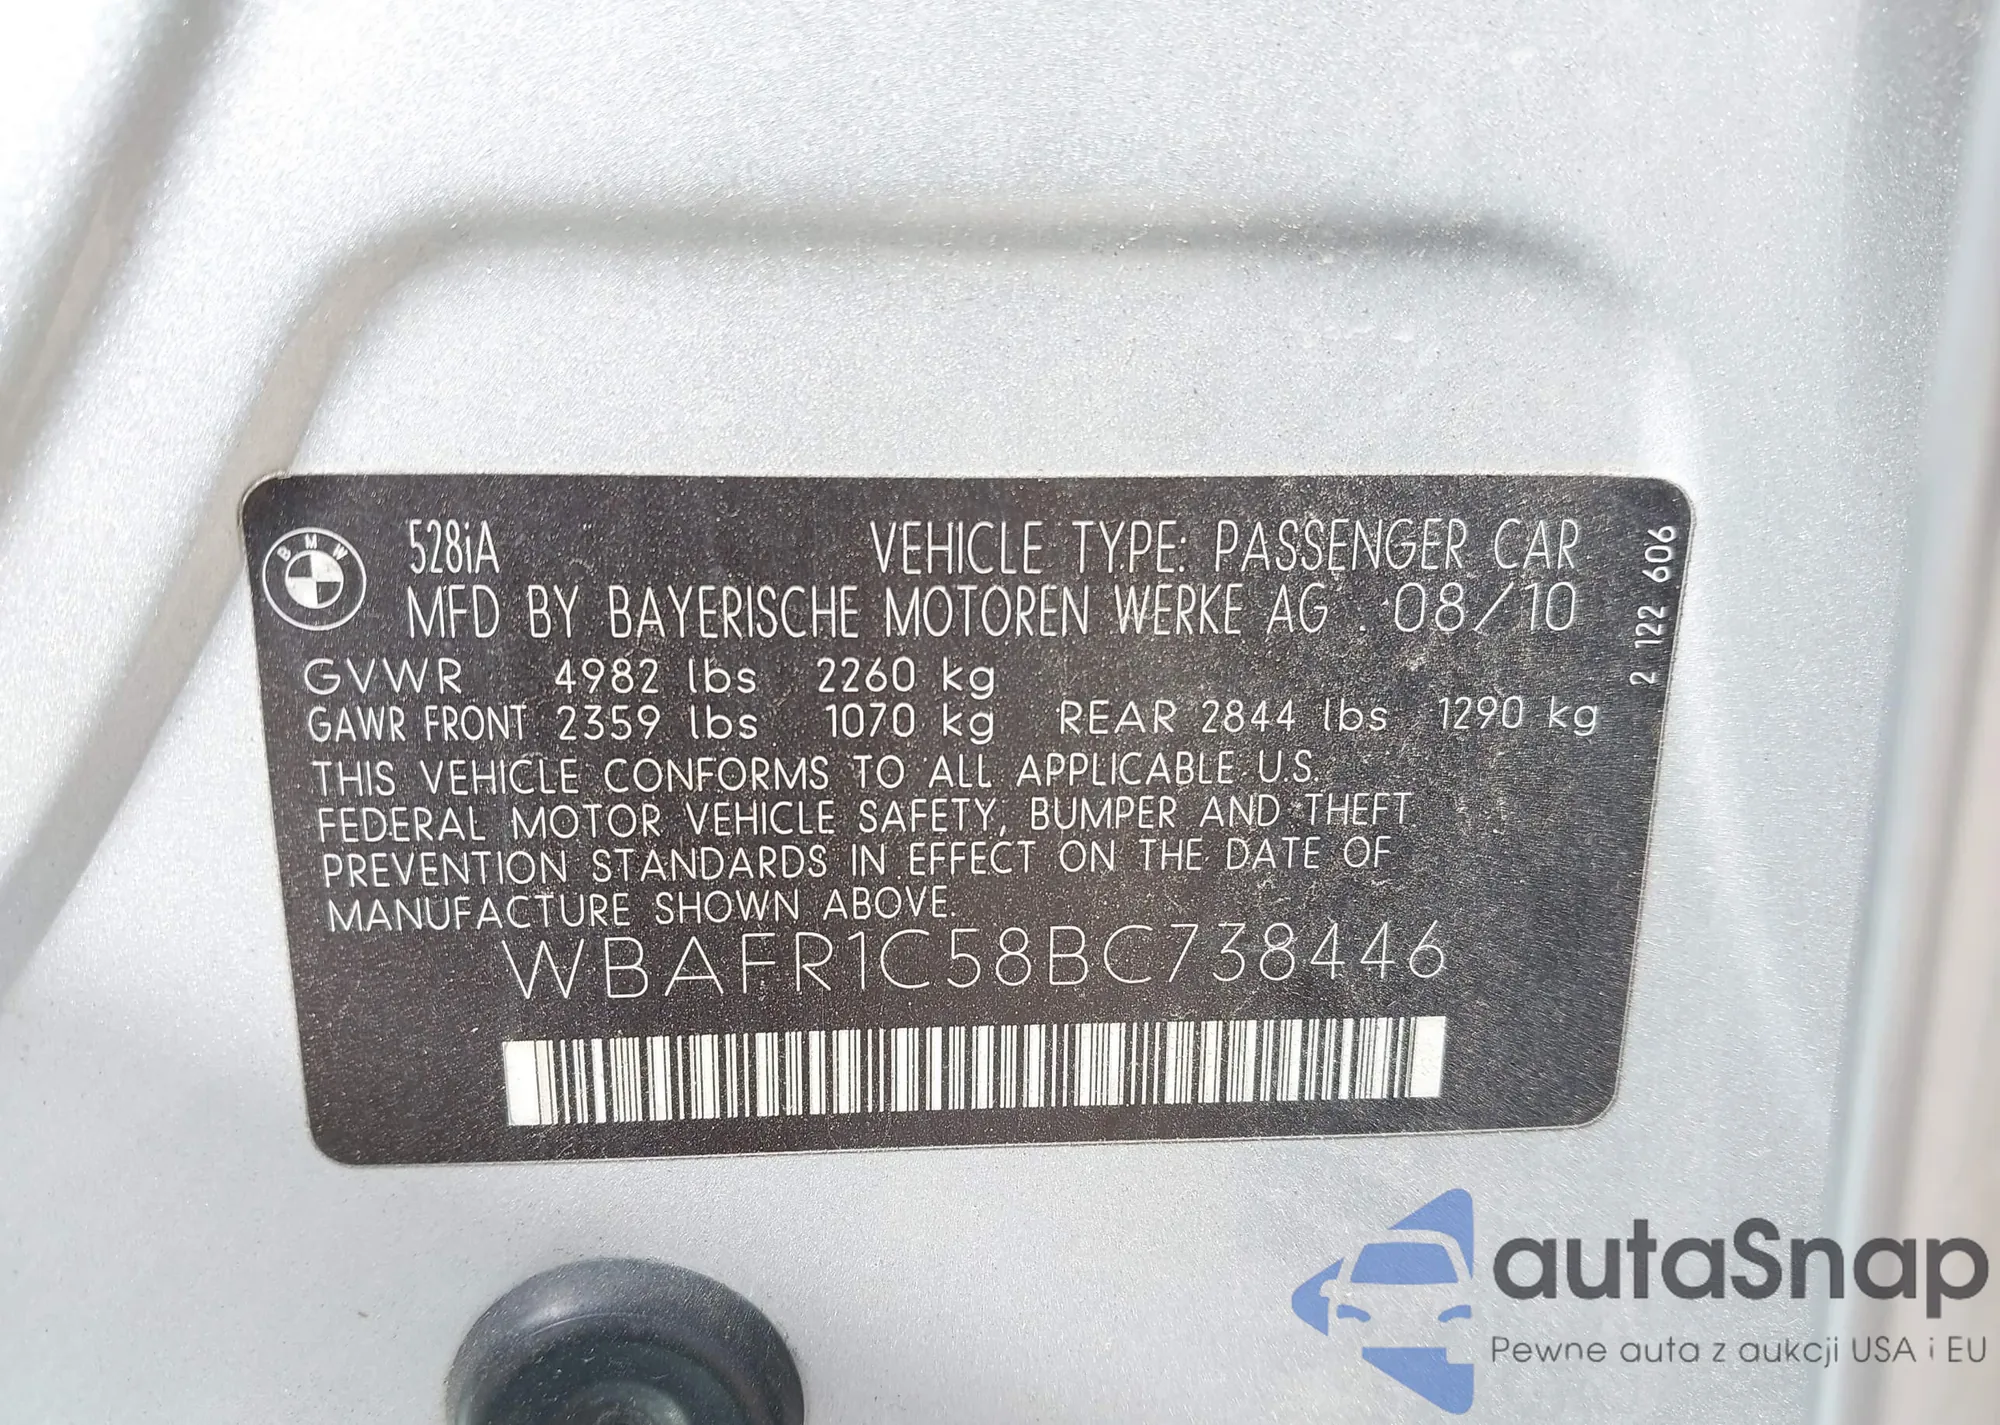 BMW
528iA VEHICLE TYPE: PASSENGER CAR
MFD BY BAYERISCHE MOTOREN WERKE AG . 08/10
GVWR 4982 lbs 2260 kg
GAWR FRONT 2359 lbs 1070 kg REAR 2844 lbs 1290 kg
THIS VEHICLE CONFORMS TO ALL APPLICABLE U.S.
FEDERAL MOTOR VEHICLE SAFETY, BUMPER AND THEFT
PREVENTION STANDARDS IN EFFECT ON THE DATE OF
MANUFACTURE SHOWN ABOVE.
WBAFR1C58BC738446
2 122 606
autaSnap
Pewne auta z aukcji USA i EU